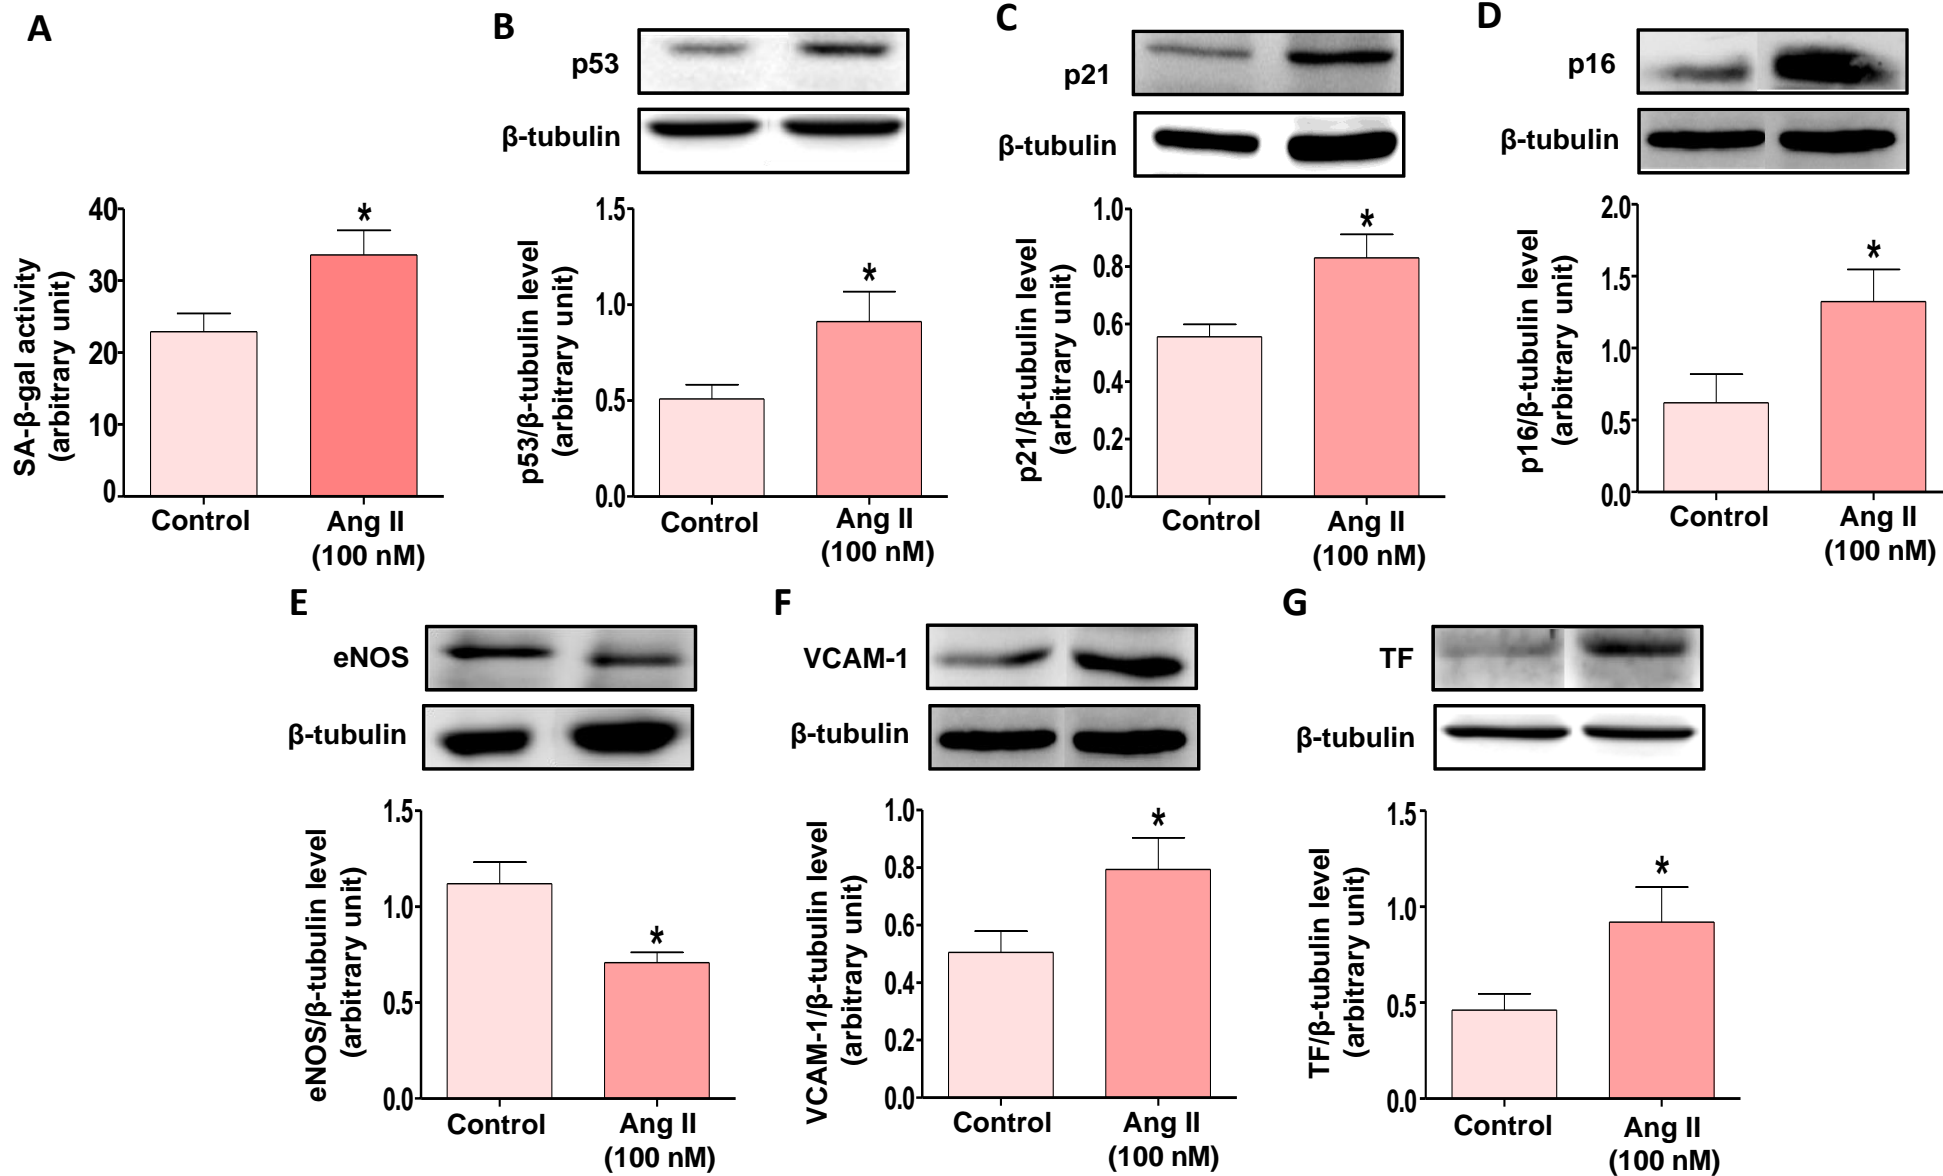 A
SA-β-gal activity
(arbitrary unit)
40
30
20
10
0
*
Control
Ang II
(100 nM)
B
p53
β-tubulin
p53/β-tubulin level
(arbitrary unit)
1.5
1.0
0.5
0.0
*
Control
Ang II
(100 nM)
C
p21
β-tubulin
p21/β-tubulin level
(arbitrary unit)
1.0
0.8
0.6
0.4
0.2
0.0
*
Control
Ang II
(100 nM)
D
p16
β-tubulin
p16/β-tubulin level
(arbitrary unit)
2.0
1.5
1.0
0.5
0.0
*
Control
Ang II
(100 nM)
E
eNOS
β-tubulin
eNOS/β-tubulin level
(arbitrary unit)
1.5
1.0
0.5
0.0
*
Control
Ang II
(100 nM)
F
VCAM-1
β-tubulin
VCAM-1/β-tubulin level
(arbitrary unit)
1.0
0.8
0.6
0.4
0.2
0.0
*
Control
Ang II
(100 nM)
G
TF
β-tubulin
TF/β-tubulin level
(arbitrary unit)
1.5
1.0
0.5
0.0
*
Control
Ang II
(100 nM)